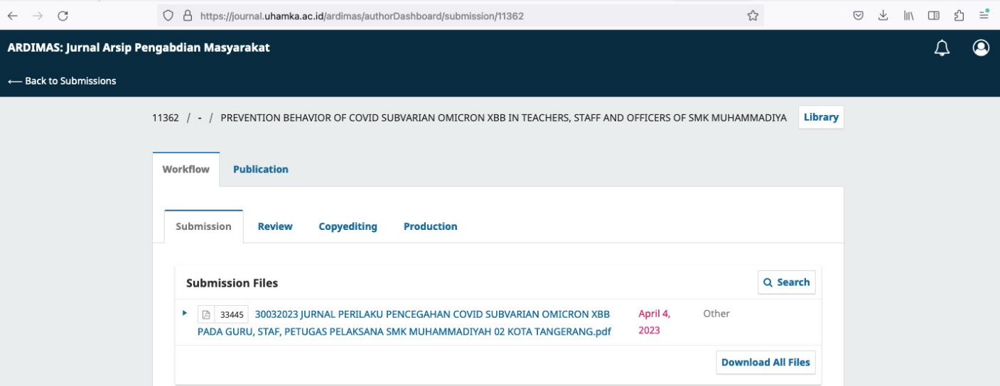 https://journal.uhamka.ac.id/ardimas/authorDashboard/submission/11362
ARDIMAS: Jurnal Arsip Pengabdian Masyarakat
← Back to Submissions
11362 / - / PREVENTION BEHAVIOR OF COVID SUBVARIAN OMICRON XBB IN TEACHERS, STAFF AND OFFICERS OF SMK MUHAMMADIYA
Library
Workflow Publication
Submission Review Copyediting Production
Submission Files
Search
33445 30032023 JURNAL PERILAKU PENCEGAHAN COVID SUBVARIAN OMICRON XBB
PADA GURU, STAF, PETUGAS PELAKSANA SMK MUHAMMADIYAH 02 KOTA TANGERANG.pdf
April 4,
2023
Other
Download All Files